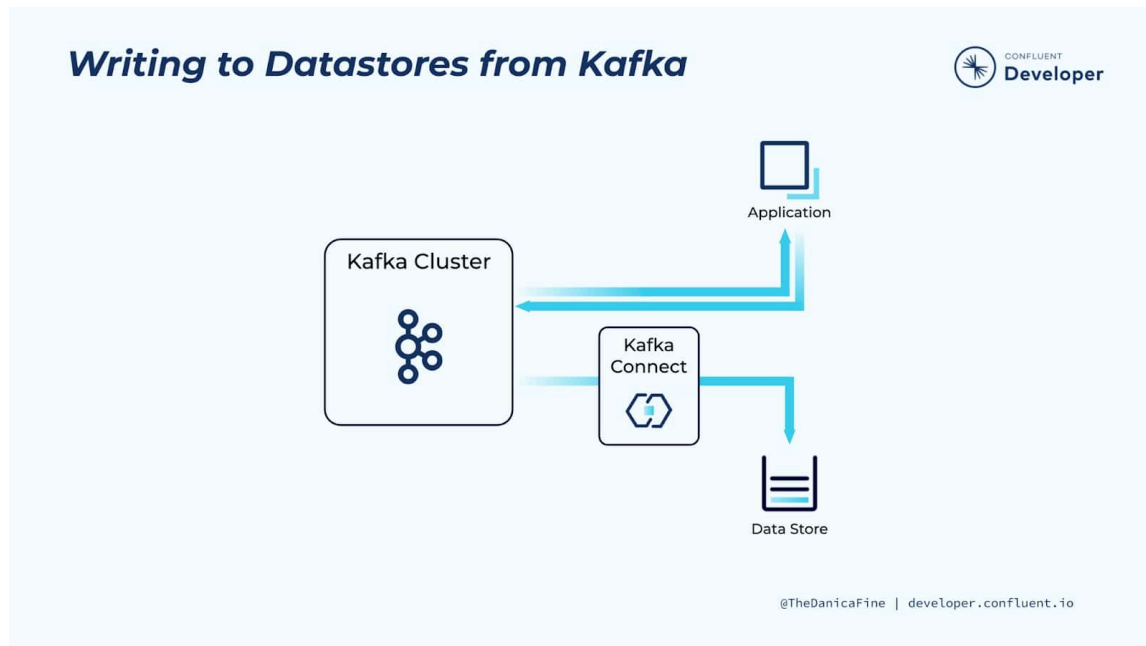 Writing to Datastores from Kafka
CONFLUENT
Developer
Application
Kafka Cluster
Kafka
Connect
Data Store
@TheDanicaFine | developer.confluent.io